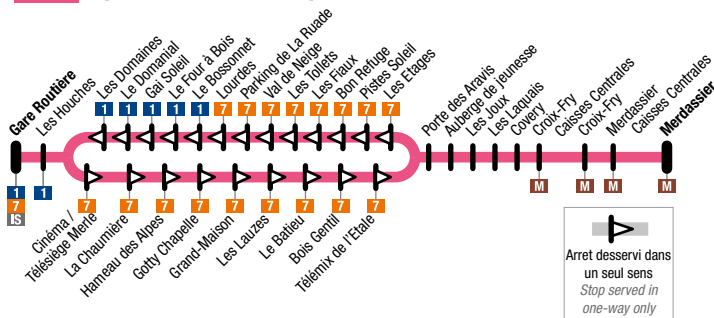 Gare Routière
Les Houches
Les Domaines
Le Domanial
Gai Soleil
Le Four à Bois
Le Bossonnet
Lourdes
Parking de La Ruade
Val de Neige
Les Tollets
Les Fiaux
Bon Refuge
Pistes Soleil
Les Etages
Porte des Aravis
Auberge de jeunesse
Les Joux
Les Laquais
Covery
Croix-Fry
Caisses Centrales
Croix-Fry
Merdassier
Caisses Centrales
Merdassier
1 1 1 1 1 7 7 7 7 7 7 7 7
1
7
IS
1
7 7 7 7 7 7 7 7 7
M M M M
Cinéma /
Télésiège Merle
La Chaumière
Hameau des Alpes
Gotty Chapelle
Grand-Maison
Les Lauzes
Le Batieu
Bois Gentil
Télémix de l'Etale
Arret desservi dans
un seul sens
Stop served in
one-way only